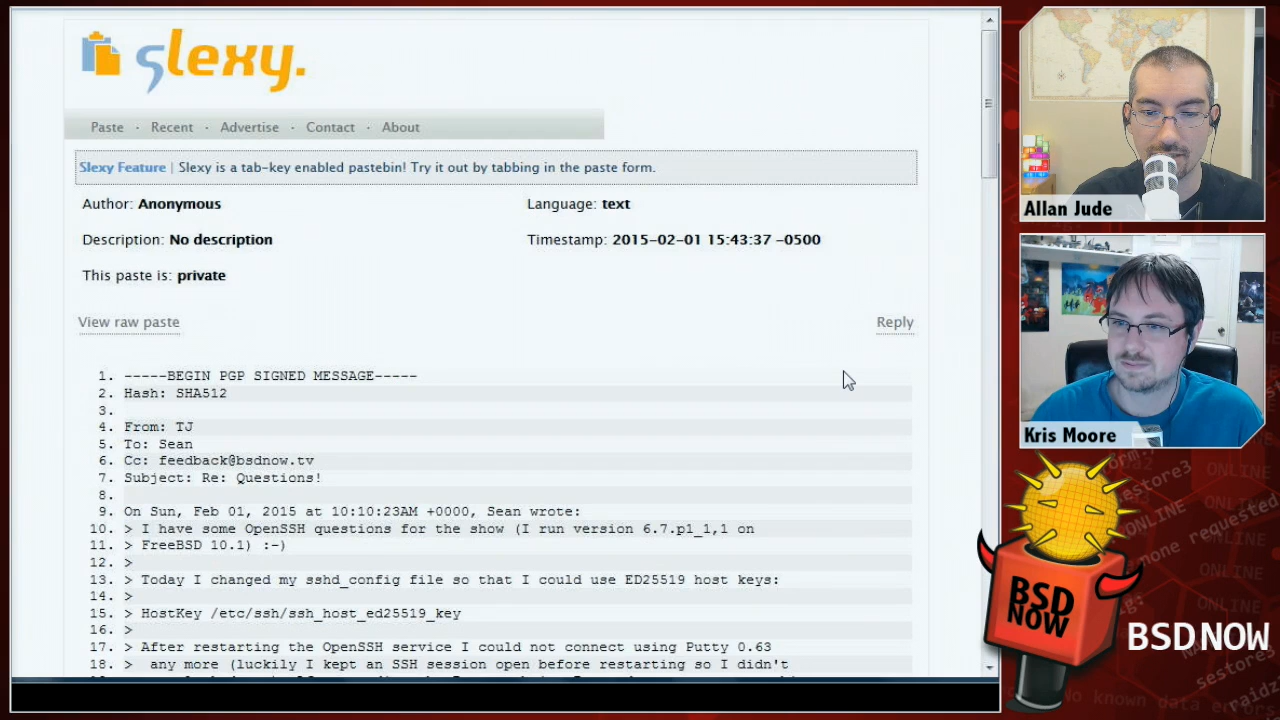 slexy.
Paste · Recent · Advertise · Contact · About
Slexy Feature | Slexy is a tab-key enabled pastebin! Try it out by tabbing in the paste form.
Author: Anonymous
Language: text
Description: No description
Timestamp: 2015-02-01 15:43:37 -0500
This paste is: private
View raw paste
Reply
1. -----BEGIN PGP SIGNED MESSAGE-----
2. Hash: SHA512
3.
4. From: TJ
5. To: Sean
6. Cc: feedback@bsdnow.tv
7. Subject: Re: Questions!
8.
9. On Sun, Feb 01, 2015 at 10:10:23AM +0000, Sean wrote:
10. > I have some OpenSSH questions for the show (I run version 6.7.p1_1,1 on
11. > FreeBSD 10.1) :-)
12. >
13. > Today I changed my sshd_config file so that I could use ED25519 host keys:
14. >
15. > HostKey /etc/ssh/ssh_host_ed25519_key
16. >
17. > After restarting the OpenSSH service I could not connect using Putty 0.63
18. >  any more (luckily I kept an SSH session open before restarting so I didn't
Allan Jude
Kris Moore
BSD
NOW
BSDNOW
ONLINE
ONLINE
ONLINE
ONLINE
No known data